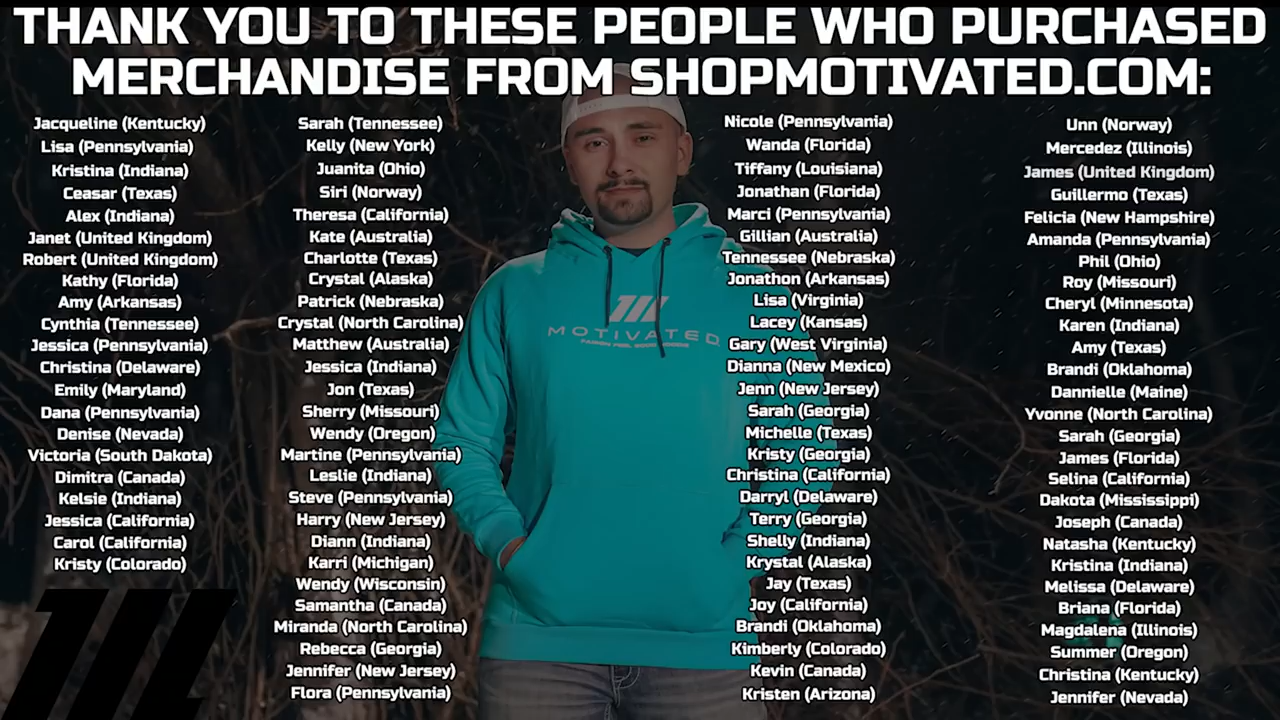 THANK YOU TO THESE PEOPLE WHO PURCHASED
MERCHANDISE FROM SHOPMOTIVATED.COM:
Jacqueline (Kentucky)
Lisa (Pennsylvania)
Kristina (Indiana)
Ceasar (Texas)
Alex (Indiana)
Janet (United Kingdom)
Robert (United Kingdom)
Kathy (Florida)
Amy (Arkansas)
Cynthia (Tennessee)
Jessica (Pennsylvania)
Christina (Delaware)
Emily (Maryland)
Dana (Pennsylvania)
Denise (Nevada)
Victoria (South Dakota)
Dimitra (Canada)
Kelsie (Indiana)
Jessica (California)
Carol (California)
Kristy (Colorado)
Sarah (Tennessee)
Kelly (New York)
Juanita (Ohio)
Siri (Norway)
Theresa (California)
Kate (Australia)
Charlotte (Texas)
Crystal (Alaska)
Patrick (Nebraska)
Crystal (North Carolina)
Matthew (Australia)
Jessica (Indiana)
Jon (Texas)
Sherry (Missouri)
Wendy (Oregon)
Martine (Pennsylvania)
Leslie (Indiana)
Steve (Pennsylvania)
Harry (New Jersey)
Diann (Indiana)
Karri (Michigan)
Wendy (Wisconsin)
Samantha (Canada)
Miranda (North Carolina)
Rebecca (Georgia)
Jennifer (New Jersey)
Flora (Pennsylvania)
MOTIVATED
Nicole (Pennsylvania)
Wanda (Florida)
Tiffany (Louisiana)
Jonathan (Florida)
Marci (Pennsylvania)
Gillian (Australia)
Tennessee (Nebraska)
Jonathon (Arkansas)
Lisa (Virginia)
Lacey (Kansas)
Gary (West Virginia)
Dianna (New Mexico)
Jenn (New Jersey)
Sarah (Georgia)
Michelle (Texas)
Kristy (Georgia)
Christina (California)
Darryl (Delaware)
Terry (Georgia)
Shelly (Indiana)
Krystal (Alaska)
Jay (Texas)
Joy (California)
Brandi (Oklahoma)
Kimberly (Colorado)
Kevin (Canada)
Kristen (Arizona)
Unn (Norway)
Mercedez (Illinois)
James (United Kingdom)
Guillermo (Texas)
Felicia (New Hampshire)
Amanda (Pennsylvania)
Phil (Ohio)
Roy (Missouri)
Cheryl (Minnesota)
Karen (Indiana)
Amy (Texas)
Brandi (Oklahoma)
Dannielle (Maine)
Yvonne (North Carolina)
Sarah (Georgia)
James (Florida)
Selina (California)
Dakota (Mississippi)
Joseph (Canada)
Natasha (Kentucky)
Kristina (Indiana)
Melissa (Delaware)
Briana (Florida)
Magdalena (Illinois)
Summer (Oregon)
Christina (Kentucky)
Jennifer (Nevada)